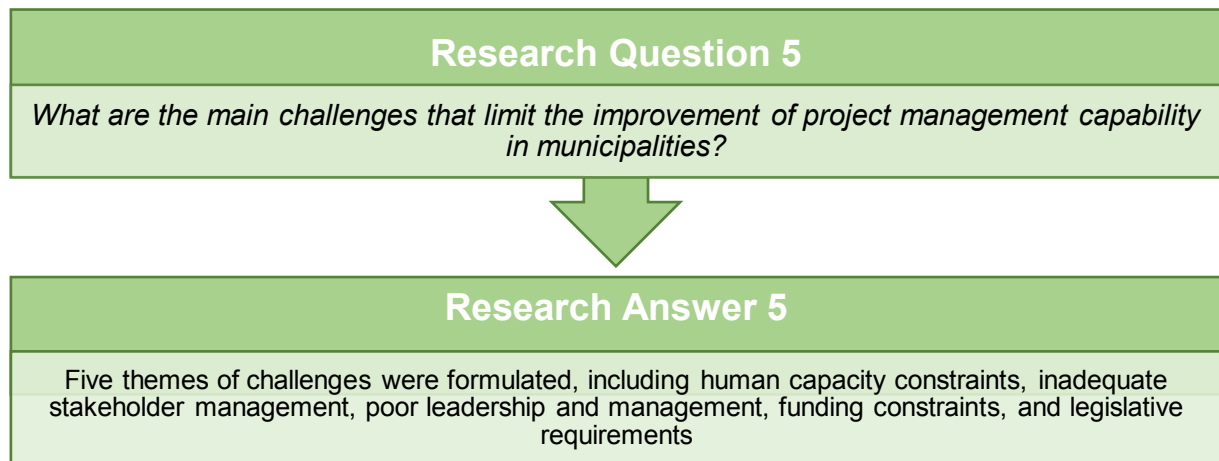 Research Question 5
What are the main challenges that limit the improvement of project management capability
in municipalities?
Research Answer 5
Five themes of challenges were formulated, including human capacity constraints, inadequate
stakeholder management, poor leadership and management, funding constraints, and legislative
requirements